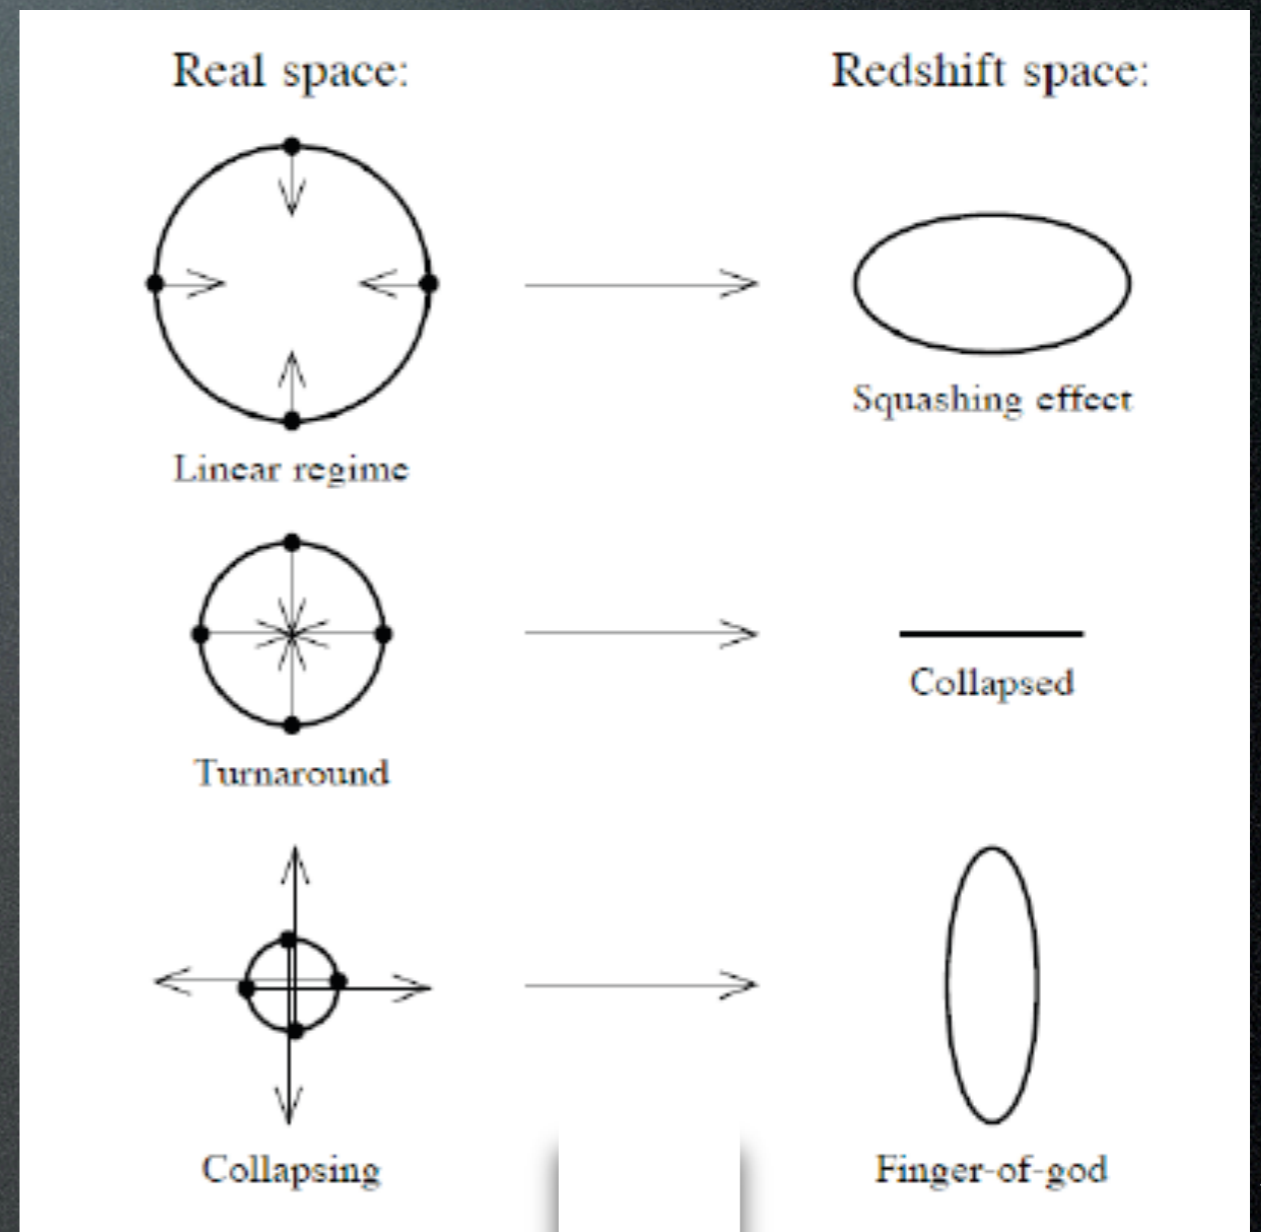 Real space:
Redshift space:
Squashing effect
Linear regime
Collapsed
Turnaround
Collapsing
Finger-of-god